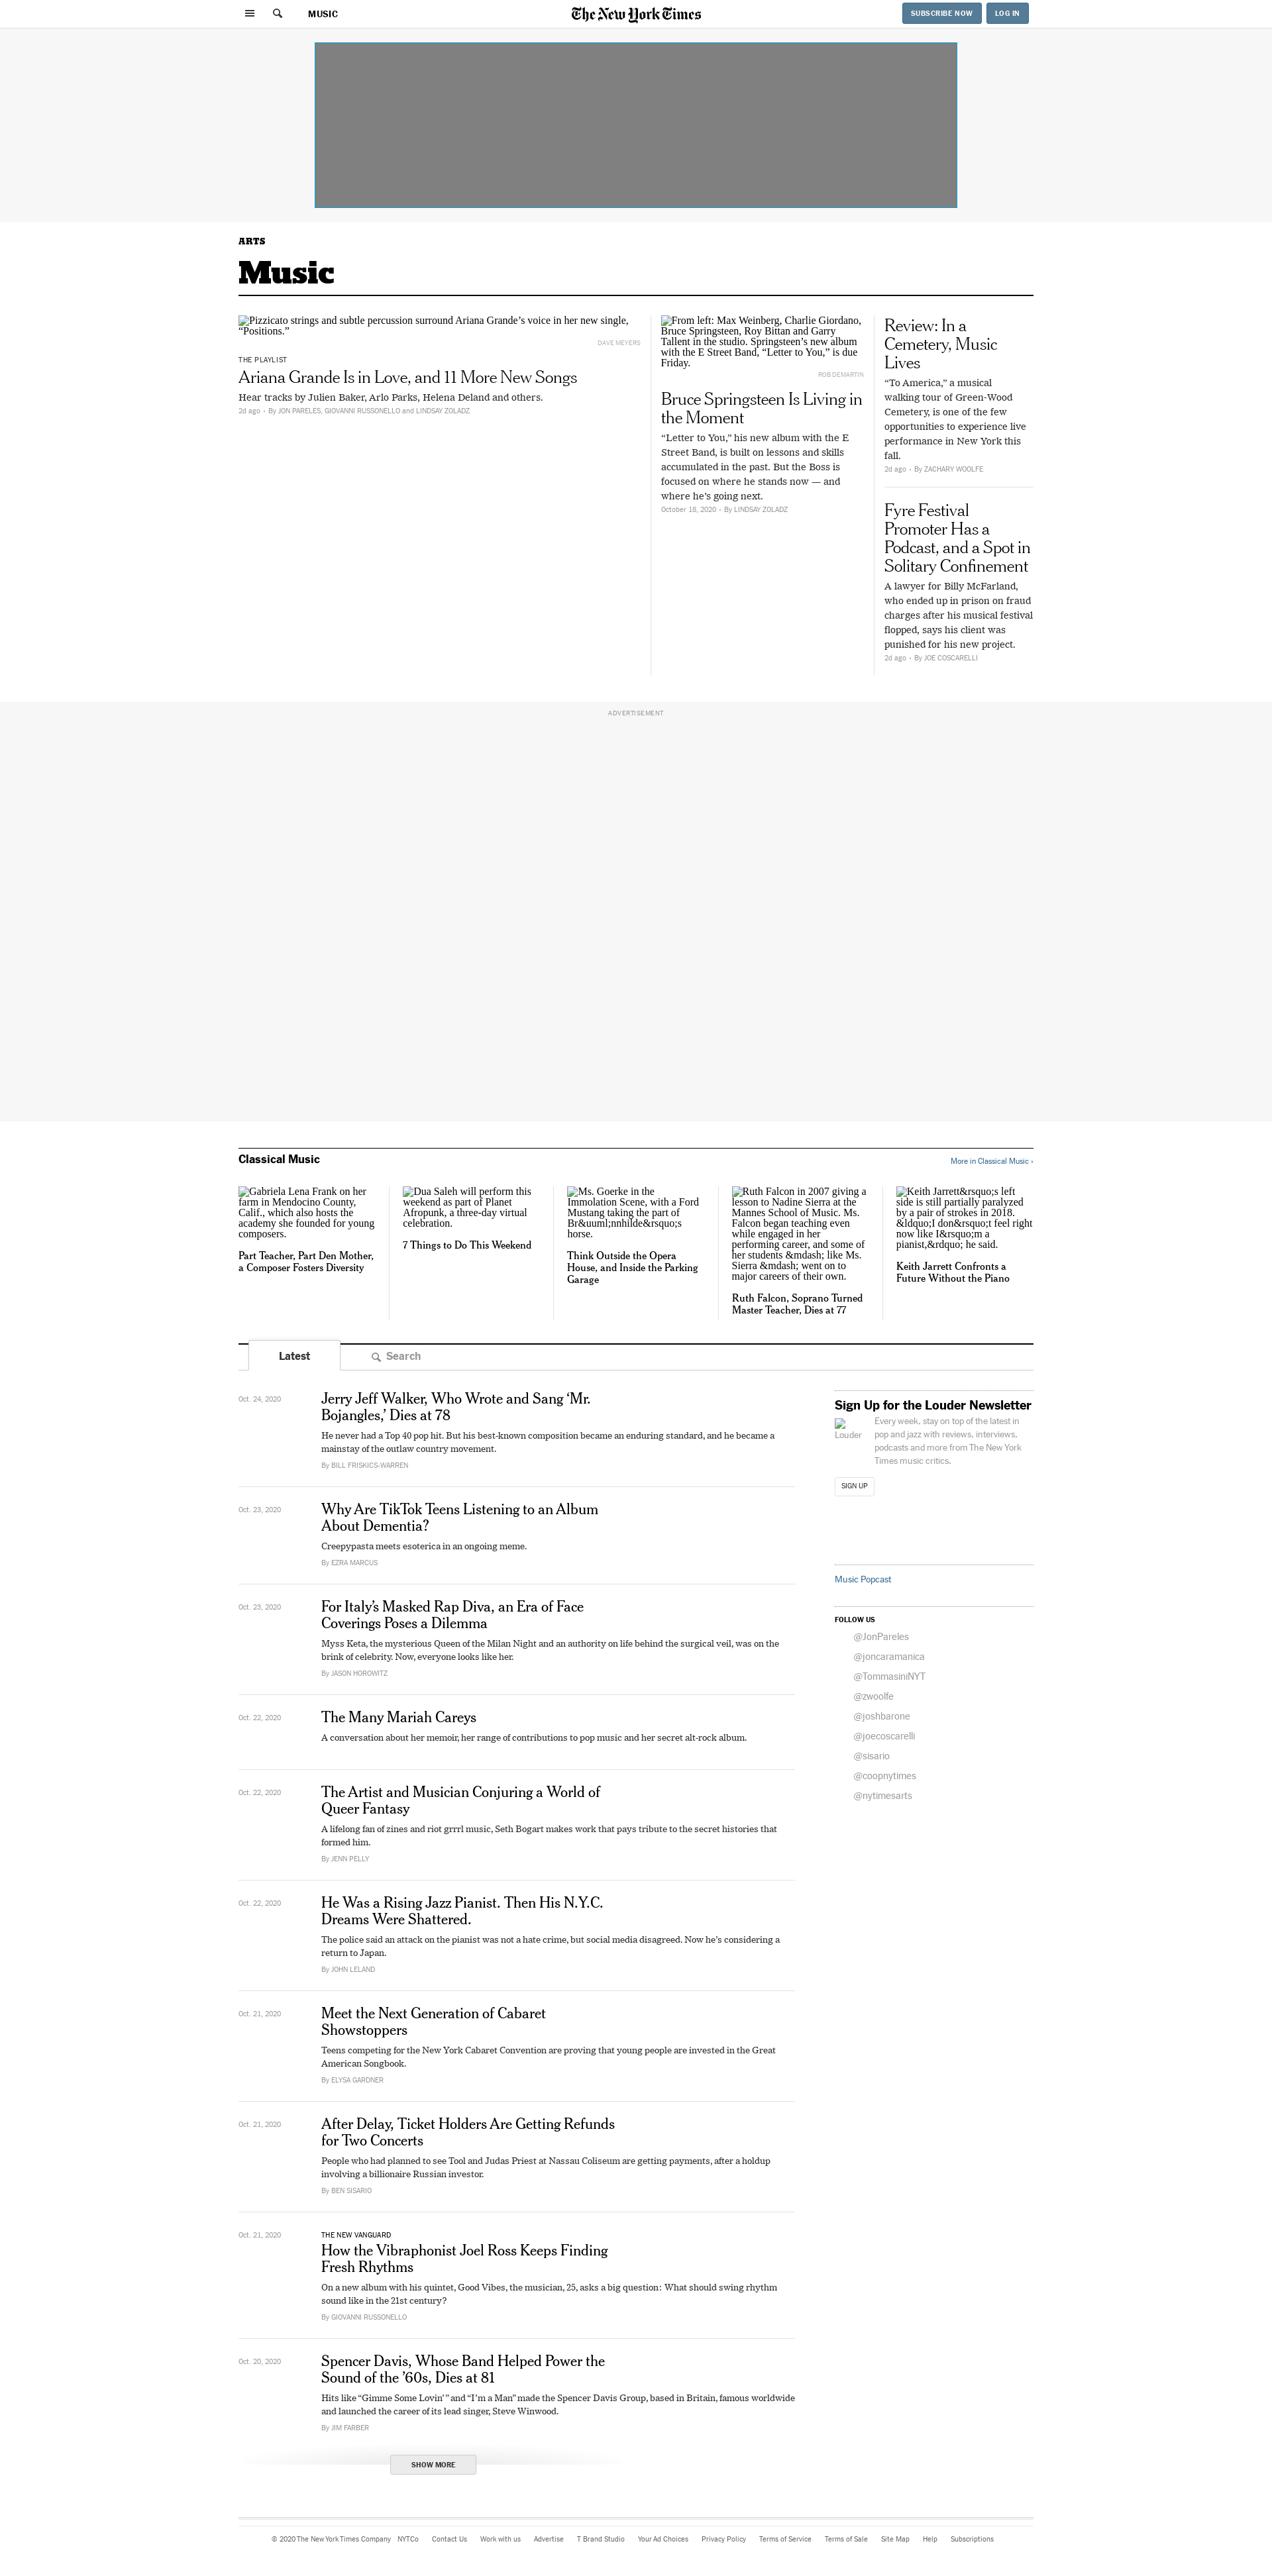 MUSIC
The New York Times
SUBSCRIBE NOW
LOG IN
ARTS
Music
Pizzicato strings and subtle percussion surround Ariana Grande’s voice in her new single,
“Positions.”
DAVE MEYERS
THE PLAYLIST
Ariana Grande Is in Love, and 11 More New Songs
Hear tracks by Julien Baker, Arlo Parks, Helena Deland and others.
2d ago • By JON PARELES, GIOVANNI RUSSONELLO and LINDSAY ZOLADZ
From left: Max Weinberg, Charlie Giordano,
Bruce Springsteen, Roy Bittan and Garry
Tallent in the studio. Springsteen’s new album
with the E Street Band, “Letter to You,” is due
Friday.
ROB DEMARTIN
Bruce Springsteen Is Living in
the Moment
“Letter to You,” his new album with the E
Street Band, is built on lessons and skills
accumulated in the past. But the Boss is
focused on where he stands now — and
where he’s going next.
October 18, 2020 • By LINDSAY ZOLADZ
Review: In a
Cemetery, Music
Lives
“To America,” a musical
walking tour of Green-Wood
Cemetery, is one of the few
opportunities to experience live
performance in New York this
fall.
2d ago • By ZACHARY WOOLFE
Fyre Festival
Promoter Has a
Podcast, and a Spot in
Solitary Confinement
A lawyer for Billy McFarland,
who ended up in prison on fraud
charges after his musical festival
flopped, says his client was
punished for his new project.
2d ago • By JOE COSCARELLI
ADVERTISEMENT
Classical Music
More in Classical Music ›
Gabriela Lena Frank on her
farm in Mendocino County,
Calif., which also hosts the
academy she founded for young
composers.
Part Teacher, Part Den Mother,
a Composer Fosters Diversity
Dua Saleh will perform this
weekend as part of Planet
Afropunk, a three-day virtual
celebration.
7 Things to Do This Weekend
Ms. Goerke in the
Immolation Scene, with a Ford
Mustang taking the part of
Br&uuml;nnhilde&rsquo;s
horse.
Think Outside the Opera
House, and Inside the Parking
Garage
Ruth Falcon in 2007 giving a
lesson to Nadine Sierra at the
Mannes School of Music. Ms.
Falcon began teaching even
while engaged in her
performing career, and some of
her students &mdash; like Ms.
Sierra &mdash; went on to
major careers of their own.
Ruth Falcon, Soprano Turned
Master Teacher, Dies at 77
Keith Jarrett&rsquo;s left
side is still partially paralyzed
by a pair of strokes in 2018.
&ldquo;I don&rsquo;t feel right
now like I&rsquo;m a
pianist,&rdquo; he said.
Keith Jarrett Confronts a
Future Without the Piano
Latest
Search
Oct. 24, 2020
Jerry Jeff Walker, Who Wrote and Sang ‘Mr.
Bojangles,’ Dies at 78
He never had a Top 40 pop hit. But his best-known composition became an enduring standard, and he became a
mainstay of the outlaw country movement.
By BILL FRISKICS-WARREN
Oct. 23, 2020
Why Are TikTok Teens Listening to an Album
About Dementia?
Creepypasta meets esoterica in an ongoing meme.
By EZRA MARCUS
Oct. 23, 2020
For Italy’s Masked Rap Diva, an Era of Face
Coverings Poses a Dilemma
Myss Keta, the mysterious Queen of the Milan Night and an authority on life behind the surgical veil, was on the
brink of celebrity. Now, everyone looks like her.
By JASON HOROWITZ
Oct. 22, 2020
The Many Mariah Careys
A conversation about her memoir, her range of contributions to pop music and her secret alt-rock album.
Oct. 22, 2020
The Artist and Musician Conjuring a World of
Queer Fantasy
A lifelong fan of zines and riot grrrl music, Seth Bogart makes work that pays tribute to the secret histories that
formed him.
By JENN PELLY
Oct. 22, 2020
He Was a Rising Jazz Pianist. Then His N.Y.C.
Dreams Were Shattered.
The police said an attack on the pianist was not a hate crime, but social media disagreed. Now he’s considering a
return to Japan.
By JOHN LELAND
Oct. 21, 2020
Meet the Next Generation of Cabaret
Showstoppers
Teens competing for the New York Cabaret Convention are proving that young people are invested in the Great
American Songbook.
By ELYSA GARDNER
Oct. 21, 2020
After Delay, Ticket Holders Are Getting Refunds
for Two Concerts
People who had planned to see Tool and Judas Priest at Nassau Coliseum are getting payments, after a holdup
involving a billionaire Russian investor.
By BEN SISARIO
Oct. 21, 2020
THE NEW VANGUARD
How the Vibraphonist Joel Ross Keeps Finding
Fresh Rhythms
On a new album with his quintet, Good Vibes, the musician, 25, asks a big question: What should swing rhythm
sound like in the 21st century?
By GIOVANNI RUSSONELLO
Oct. 20, 2020
Spencer Davis, Whose Band Helped Power the
Sound of the ’60s, Dies at 81
Hits like “Gimme Some Lovin’ ” and “I’m a Man” made the Spencer Davis Group, based in Britain, famous worldwide
and launched the career of its lead singer, Steve Winwood.
By JIM FARBER
SHOW MORE
Sign Up for the Louder Newsletter
Louder
Every week, stay on top of the latest in
pop and jazz with reviews, interviews,
podcasts and more from The New York
Times music critics.
SIGN UP
Music Popcast
FOLLOW US
@JonPareles
@joncaramanica
@TommasiniNYT
@zwoolfe
@joshbarone
@joecoscarelli
@sisario
@coopnytimes
@nytimesarts
© 2020 The New York Times Company NYTCo Contact Us Work with us Advertise T Brand Studio Your Ad Choices Privacy Policy Terms of Service Terms of Sale Site Map Help Subscriptions